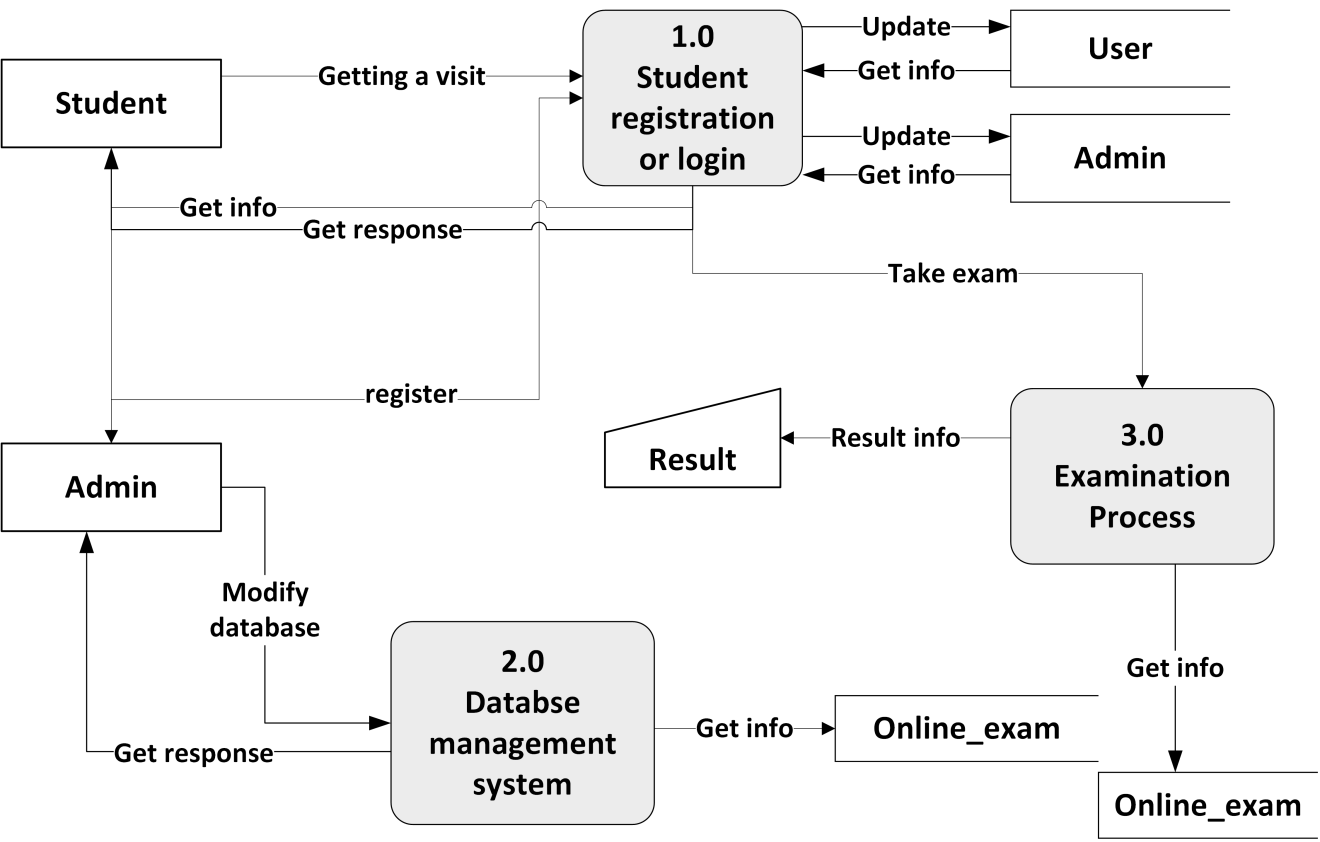 1.0
Student
registration
or login
Update
User
Get info
Student
Getting a visit
Update
Admin
Get info
Get info
Get response
Take exam
register
Result info
Result
3.0
Examination
Process
Admin
Modify
database
2.0
Databse
management
system
Get response
Get info
Online_exam
Get info
Online_exam